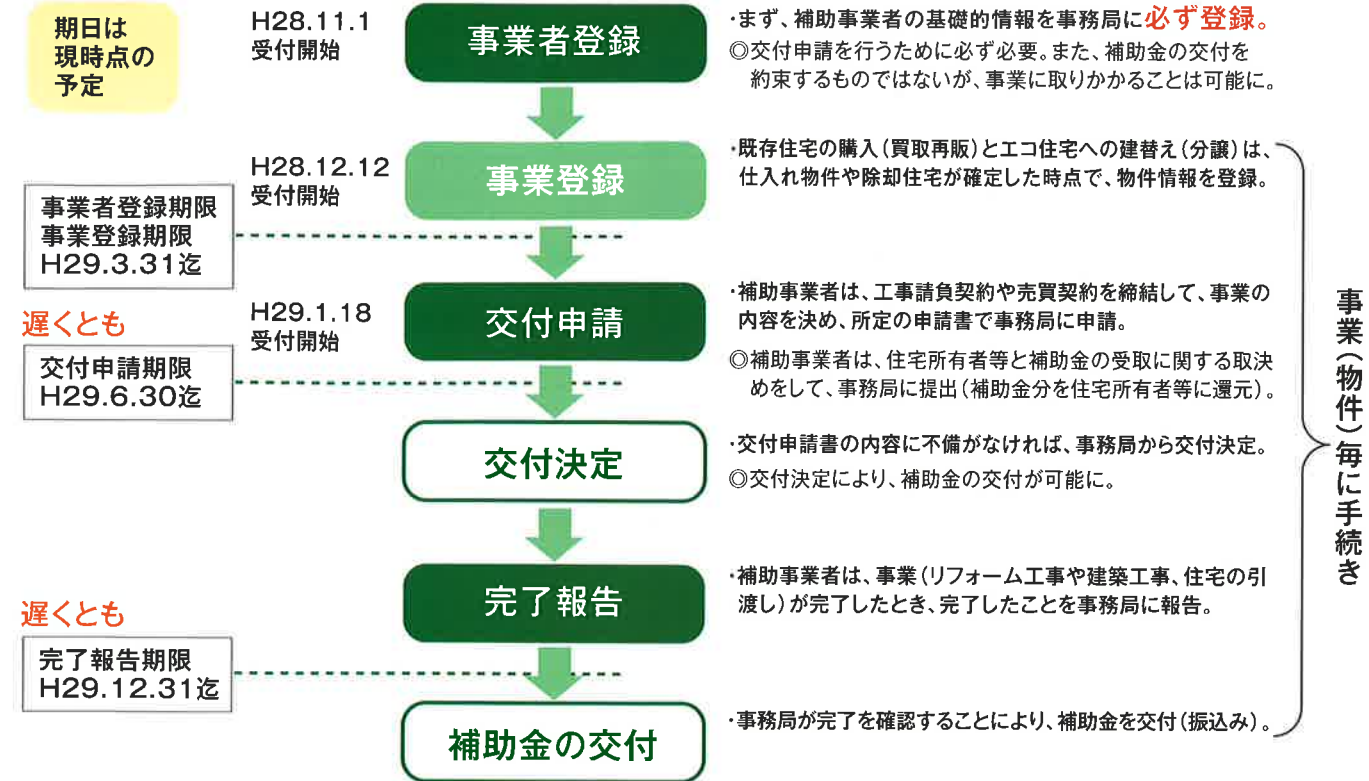 期日は
現時点の
予定
H28.11.1
受付開始
事業者登録
・まず、補助事業者の基礎的情報を事務局に必ず登録。
◎交付申請を行うために必ず必要。また、補助金の交付を
約束するものではないが、事業に取りかかることは可能に。
H28.12.12
受付開始
事業登録
・既存住宅の購入(買取再販)とエコ住宅への建替え(分譲)は、
仕入れ物件や除却住宅が確定した時点で、物件情報を登録。
事業者登録期限
事業登録期限
H29.3.31迄
H29.1.18
受付開始
交付申請
・補助事業者は、工事請負契約や売買契約を締結して、事業の
内容を決め、所定の申請書で事務局に申請。
◎補助事業者は、住宅所有者等と補助金の受取に関する取決
めをして、事務局に提出(補助金分を住宅所有者等に還元)。
遅くとも
交付申請期限
H29.6.30迄
交付決定
・交付申請書の内容に不備がなければ、事務局から交付決定。
◎交付決定により、補助金の交付が可能に。
完了報告
・補助事業者は、事業(リフォーム工事や建築工事、住宅の引
渡し)が完了したとき、完了したことを事務局に報告。
遅くとも
完了報告期限
H29.12.31迄
補助金の交付
・事務局が完了を確認することにより、補助金を交付(振込み)。
事業(物件)毎に手続き